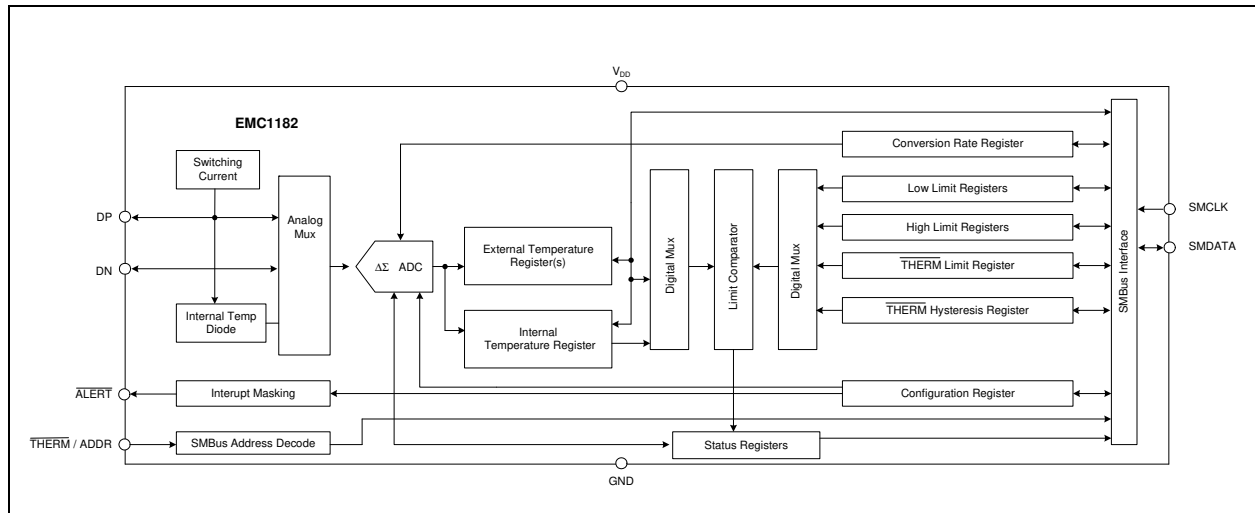 V_DD
EMC1182
Switching
Current
Analog
Mux
DP
DN
Internal Temp
Diode
ΔΣ ADC
External Temperature
Register(s)
Internal
Temperature Register
Digital Mux
Limit Comparator
Digital Mux
Conversion Rate Register
Low Limit Registers
High Limit Registers
THERM Limit Register
THERM Hysteresis Register
SMBus Interface
SMCLK
SMDATA
ALERT
Interupt Masking
Configuration Register
THERM / ADDR
SMBus Address Decode
Status Registers
GND